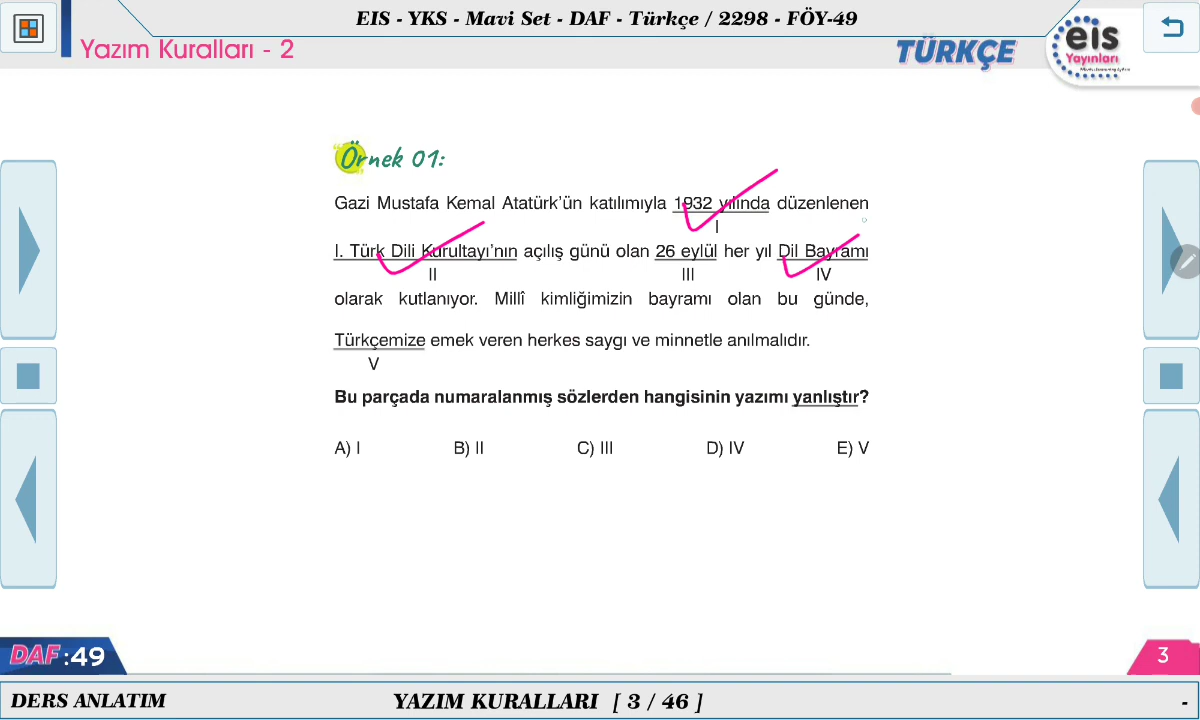 EIS - YKS - Mavi Set - DAF - Türkçe / 2298 - FÖY-49
Yazım Kuralları - 2
TÜRKÇE
eis
Yayınları
Örnek 01:
Gazi Mustafa Kemal Atatürk'ün katılımıyla 1932 yılında düzenlenen
I
I. Türk Dili Kurultayı'nın açılış günü olan 26 eylül her yıl Dil Bayramı
II III IV
olarak kutlanıyor. Millî kimliğimizin bayramı olan bu günde,
Türkçemize emek veren herkes saygı ve minnetle anılmalıdır.
V
Bu parçada numaralanmış sözlerden hangisinin yazımı yanlıştır?
A) I B) II C) III D) IV E) V
DAF :49
3
DERS ANLATIM YAZIM KURALLARI [ 3 / 46 ] -